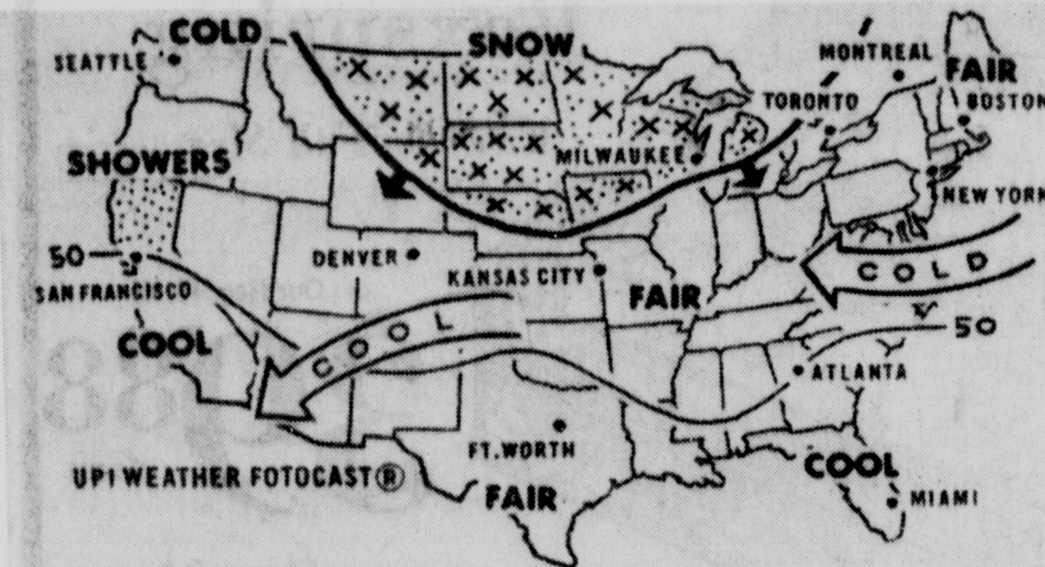 COLD
SNOW
SEATTLE
MONTREAL
FAIR
TORONTO
BOSTON
SHOWERS
MILWAUKEE
NEW YORK
50
DENVER
KANSAS CITY
COLD
SAN FRANCISCO
FAIR
COOL
COOL
50
ATLANTA
FT. WORTH
UPI WEATHER FOTOCAST®
FAIR
COOL
MIAMI